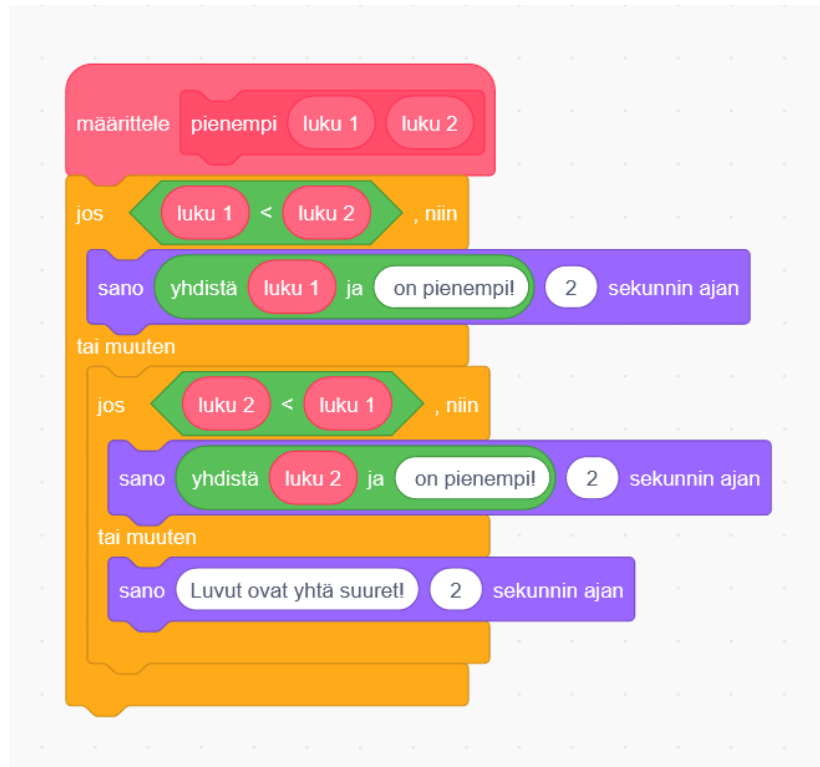 määrittele pienempi luku 1 luku 2
jos luku 1 < luku 2 , niin
sano yhdistä luku 1 ja on pienempi! 2 sekunnin ajan
tai muuten
jos luku 2 < luku 1 , niin
sano yhdistä luku 2 ja on pienempi! 2 sekunnin ajan
tai muuten
sano Luvut ovat yhtä suuret! 2 sekunnin ajan